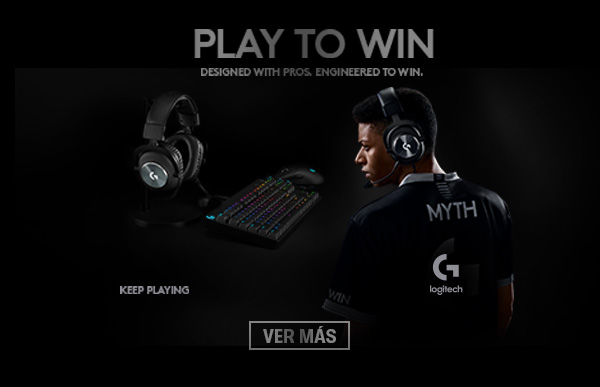 PLAY TO WIN
DESIGNED WITH PROS. ENGINEERED TO WIN.
MYTH
G
logitech
WIN
KEEP PLAYING
VER MÁS